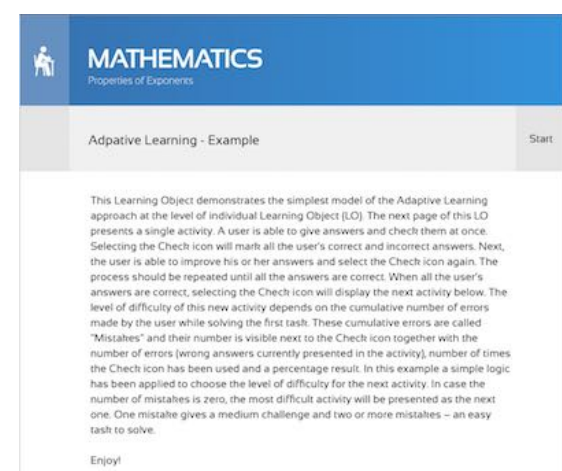 MATHEMATICS
Properties of Exponents
Adpative Learning - Example
Start
This Learning Object demonstrates the simplest model of the Adaptive Learning
approach at the level of individual Learning Object (LO). The next page of this LO
presents a single activity. A user is able to give answers and check them at once.
Selecting the Check icon will mark all the user's correct and incorrect answers. Next,
the user is able to improve his or her answers and select the Check icon again. The
process should be repeated until all the answers are correct. When all the user's
answers are correct, selecting the Check icon will display the next activity below. The
level of difficulty of this new activity depends on the cumulative number of errors
made by the user while solving the first task. These cumulative errors are called
"Mistakes" and their number is visible next to the Check icon together with the
number of errors (wrong answers currently presented in the activity), number of times
the Check icon has been used and a percentage result. In this example a simple logic
has been applied to choose the level of difficulty for the next activity. In case the
number of mistakes is zero, the most difficult activity will be presented as the next
one. One mistake gives a medium challenge and two or more mistakes – an easy
task to solve.
Enjoy!